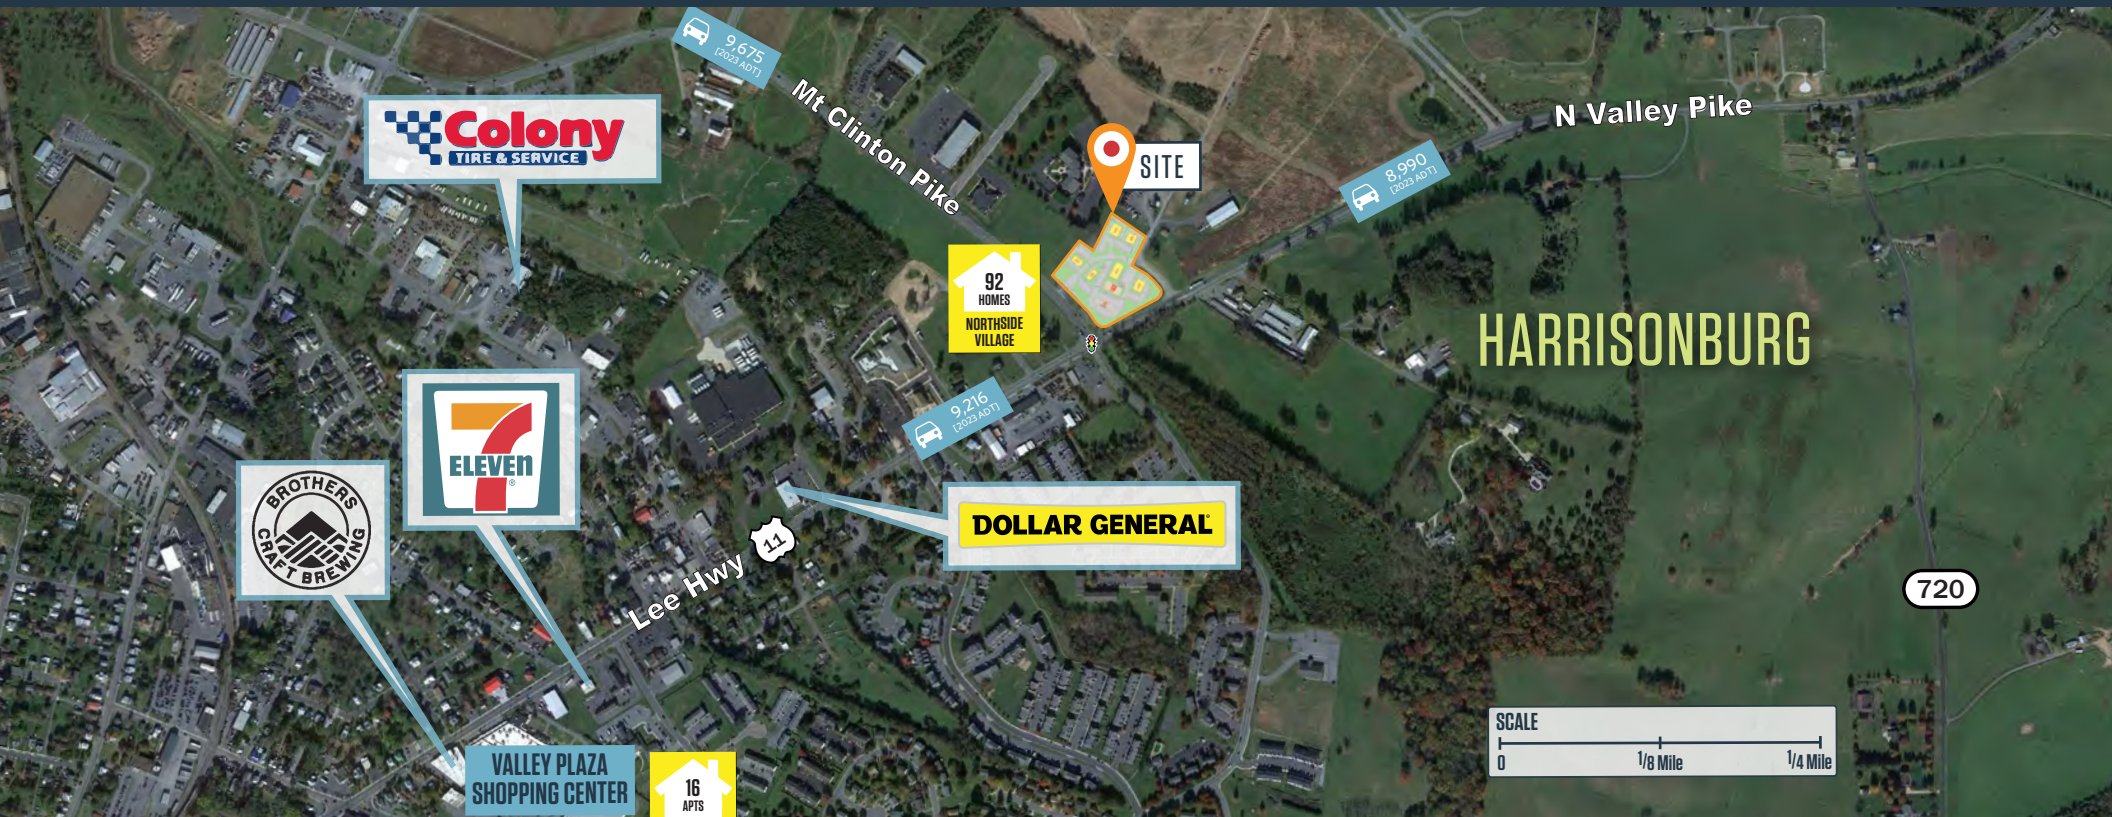 9,675
[2023 ADT]
Mt Clinton Pike
N Valley Pike
Colony
TIRE & SERVICE
SITE
8,990
[2023 ADT]
92
HOMES
NORTHSIDE
VILLAGE
HARRISONBURG
7
ELEVEn
®
9,216
[2023 ADT]
BROTHERS
CRAFT BREWING
DOLLAR GENERAL
11
Lee Hwy
720
SCALE
0 1/8 Mile 1/4 Mile
VALLEY PLAZA
SHOPPING CENTER
16
APTS